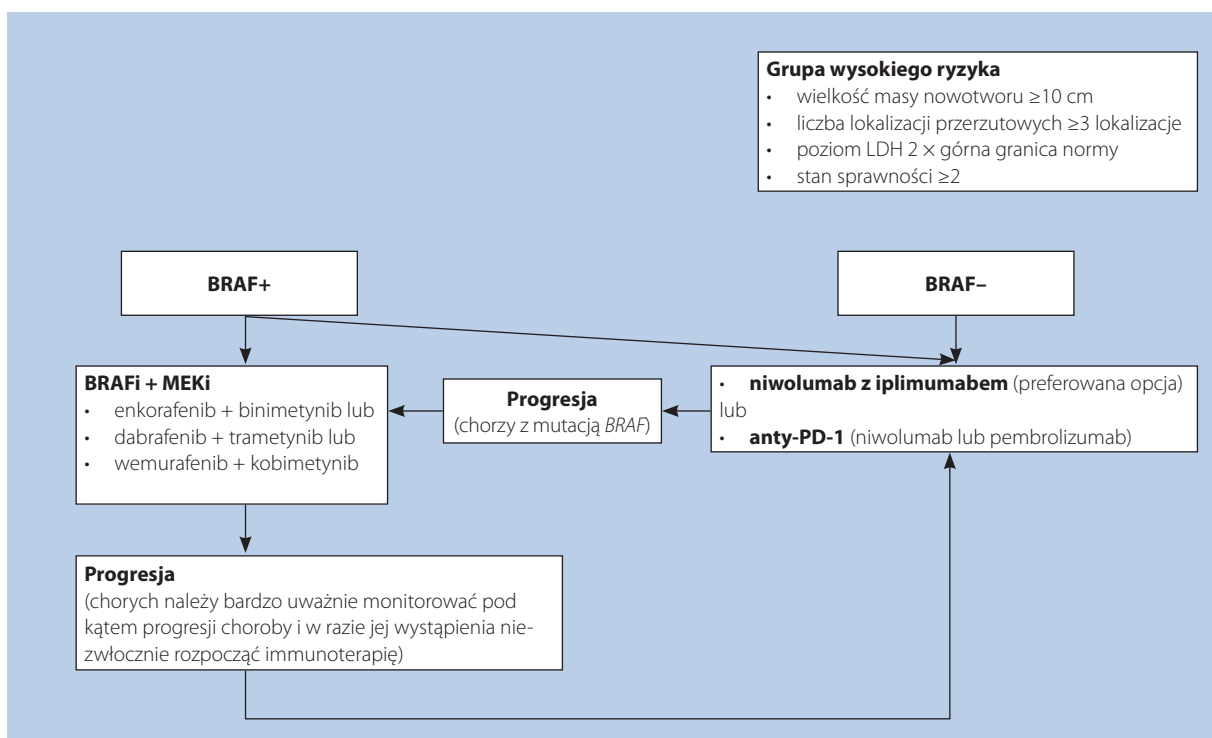 Grupa wysokiego ryzyka
• wielkość masy nowotworu ≥10 cm
• liczba lokalizacji przerzutowych ≥3 lokalizacje
• poziom LDH 2 × górna granica normy
• stan sprawności ≥2
BRAF+
BRAF–
BRAFi + MEKi
• enkorafenib + binimetynib lub
• dabrafenib + trametynib lub
• wemurafenib + kobimetynib
Progresja
(chorzy z mutacją BRAF)
• niwolumab z iplimumabem (preferowana opcja)
lub
• anty-PD-1 (niwolumab lub pembrolizumab)
Progresja
(chorych należy bardzo uważnie monitorować pod
kątem progresji choroby i w razie jej wystąpienia nie-
zwłocznie rozpocząć immunoterapię)